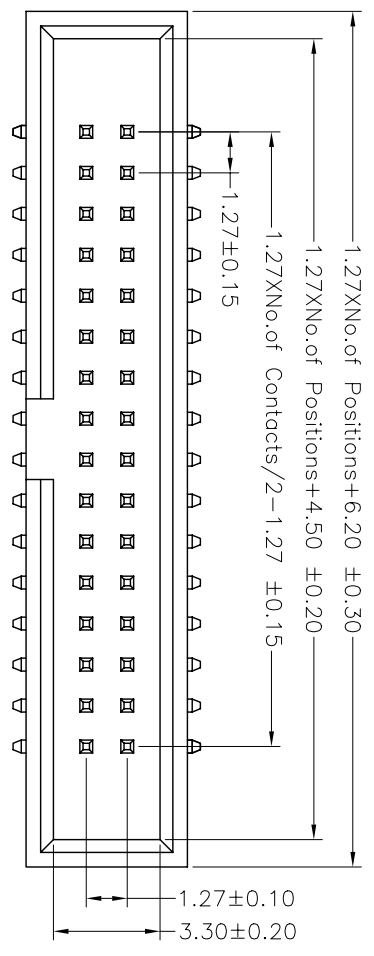 1.27XNo.of Positions+6.20 ±0.30
1.27XNo.of Positions+4.50 ±0.20
1.27XNo.of Contacts/2-1.27 ±0.15
1.27±0.15
1.27±0.10
3.30±0.20